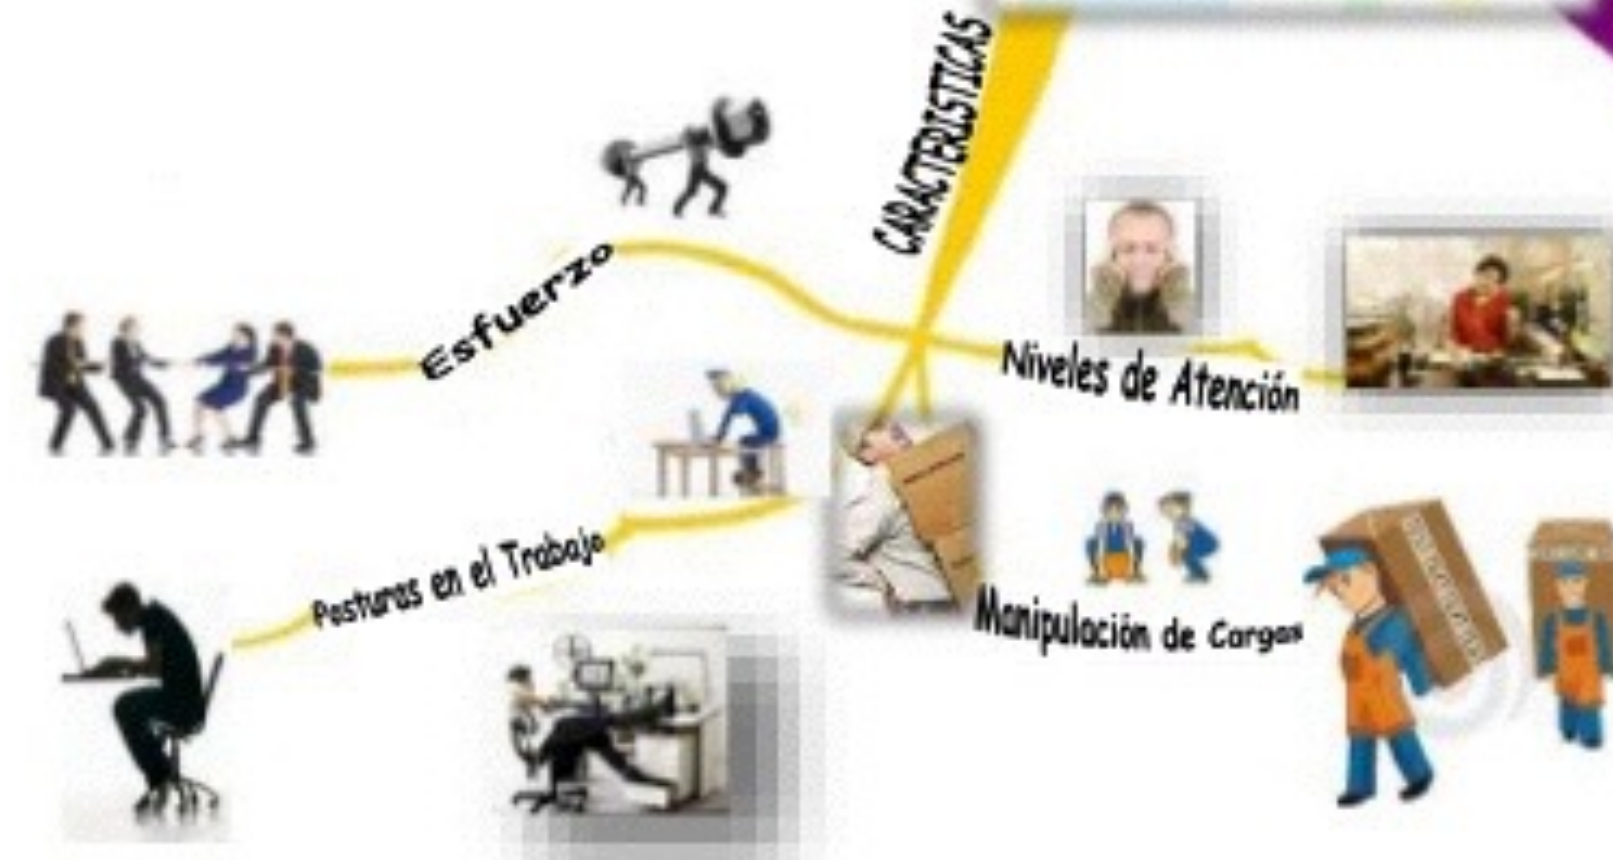 CARACTERISTICAS
Esfuerzo
Niveles de Atención
Posturas en el Trabajo
Manipulación de Cargas